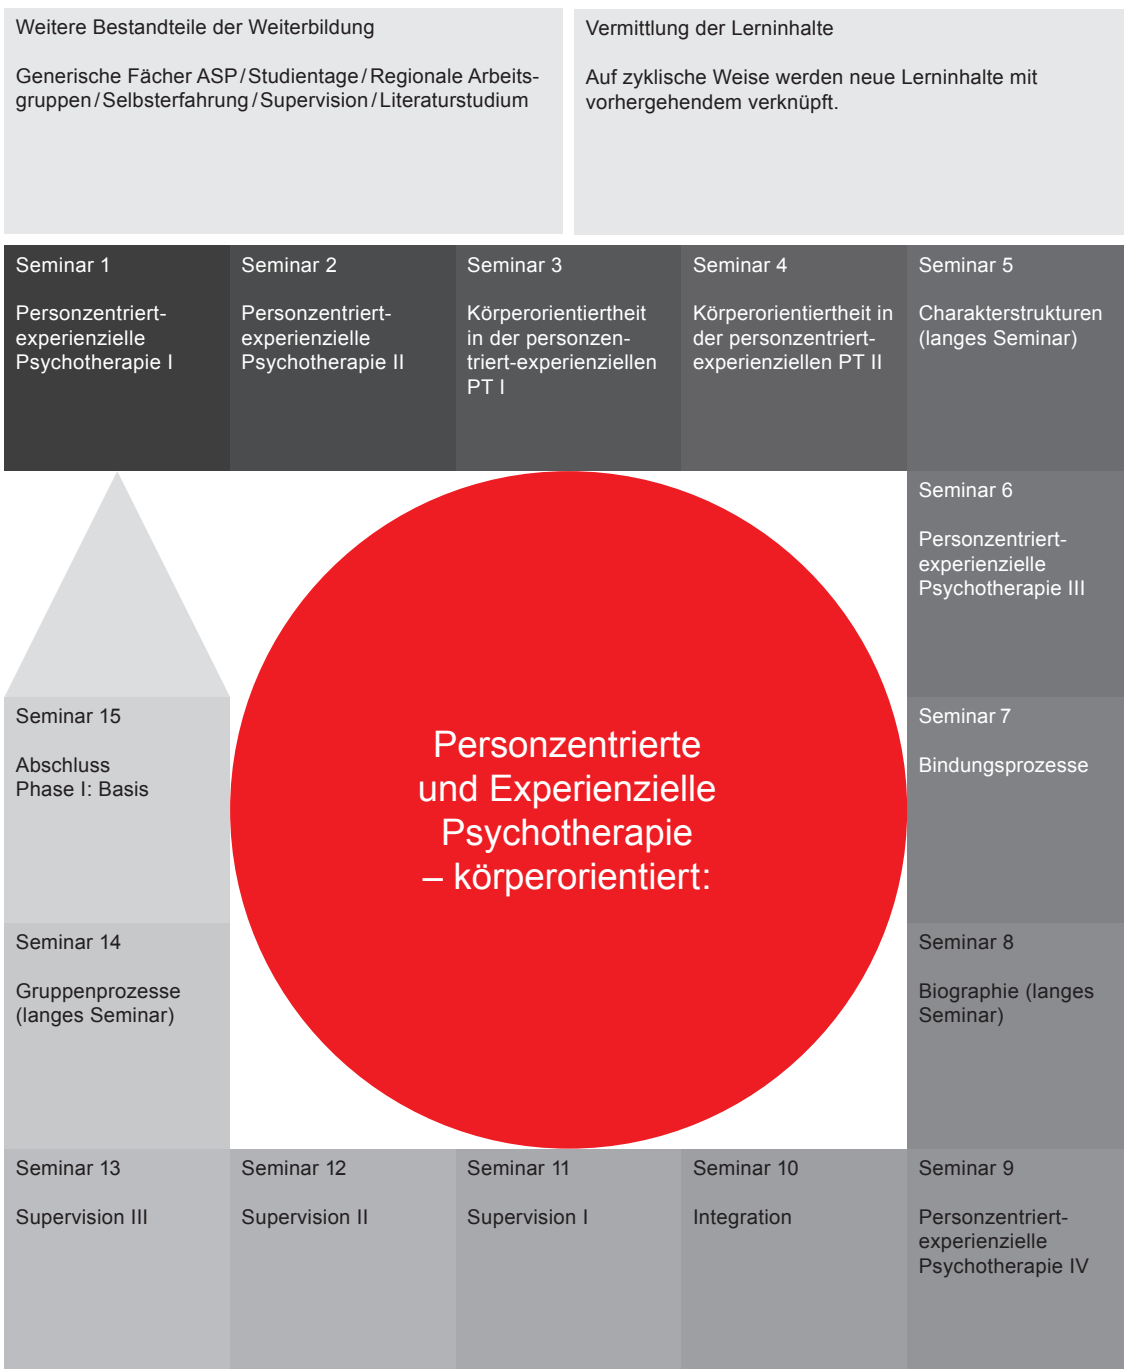 Weitere Bestandteile der Weiterbildung
Generische Fächer ASP/Studientage/Regionale Arbeits-
gruppen/Selbsterfahrung/Supervision/Literaturstudium
Vermittlung der Lerninhalte
Auf zyklische Weise werden neue Lerninhalte mit
vorhergehendem verknüpft.
Seminar 1
Personzentriert-
experienzielle
Psychotherapie I
Seminar 2
Personzentriert-
experienzielle
Psychotherapie II
Seminar 3
Körperorientiertheit
in der personzen-
triert-experienziellen
PT I
Seminar 4
Körperorientiertheit in
der personzentriert-
experienziellen PT II
Seminar 5
Charakterstrukturen
(langes Seminar)
Seminar 6
Personzentriert-
experienzielle
Psychotherapie III
Seminar 7
Bindungsprozesse
Seminar 8
Biographie (langes
Seminar)
Seminar 9
Personzentriert-
experienzielle
Psychotherapie IV
Seminar 10
Integration
Seminar 11
Supervision I
Seminar 12
Supervision II
Seminar 13
Supervision III
Seminar 14
Gruppenprozesse
(langes Seminar)
Seminar 15
Abschluss
Phase I: Basis
Personzentrierte
und Experienzielle
Psychotherapie
– körperorientiert: